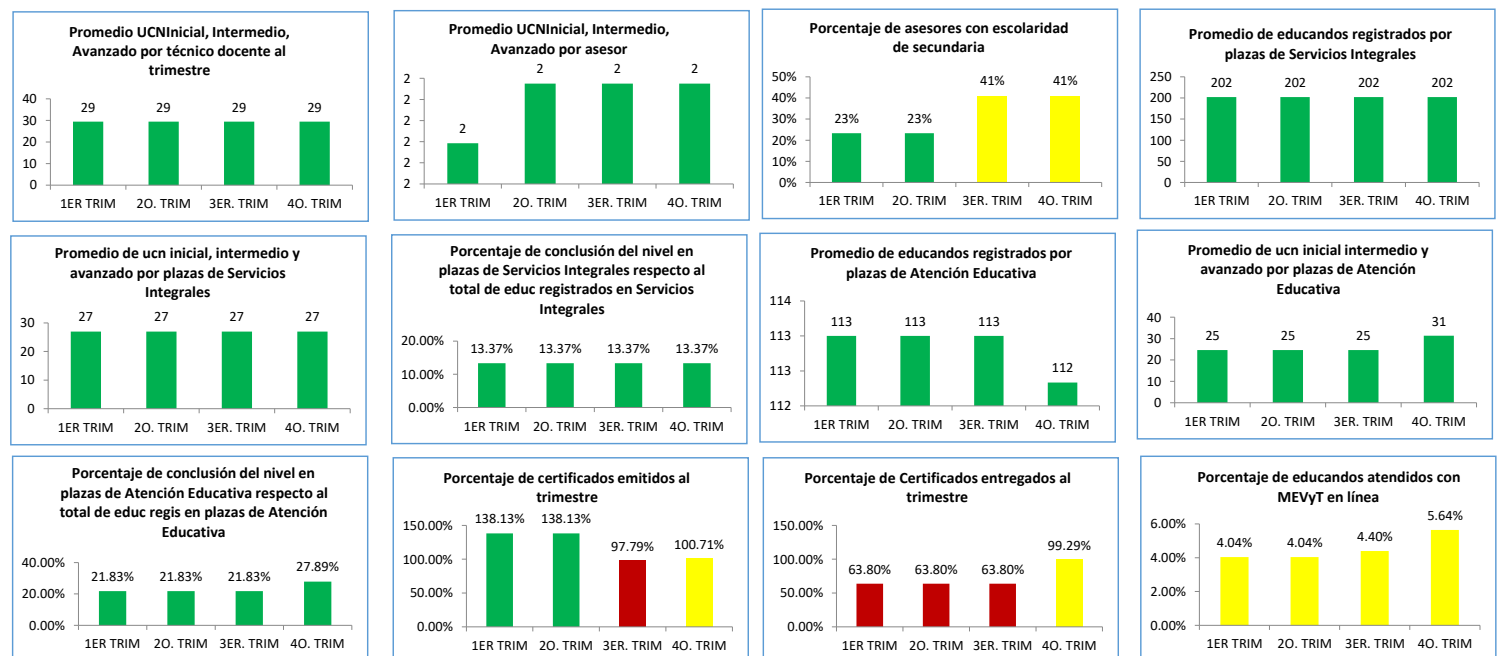 Promedio UCNInicial, Intermedio,
Avanzado por técnico docente al
trimestre
40
30
20
10
0
29
29
29
29
1ER TRIM
2O. TRIM
3ER. TRIM
4O. TRIM
Promedio UCNInicial, Intermedio,
Avanzado por asesor
2
2
2
2
2
2
2
2
2
2
1ER TRIM
2O. TRIM
3ER. TRIM
4O. TRIM
Porcentaje de asesores con escolaridad
de secundaria
50%
40%
30%
20%
10%
0%
23%
23%
41%
41%
1ER TRIM
2O. TRIM
3ER. TRIM
4O. TRIM
Promedio de educandos registrados por
plazas de Servicios Integrales
250
200
150
100
50
0
202
202
202
202
1ER TRIM
2O. TRIM
3ER. TRIM
4O. TRIM
Promedio de ucn inicial, intermedio y
avanzado por plazas de Servicios
Integrales
30
20
10
0
27
27
27
27
1ER TRIM
2O. TRIM
3ER. TRIM
4O. TRIM
Porcentaje de conclusión del nivel en
plazas de Servicios Integrales respecto al
total de educ registrados en Servicios
Integrales
20.00%
10.00%
0.00%
13.37%
13.37%
13.37%
13.37%
1ER TRIM
2O. TRIM
3ER. TRIM
4O. TRIM
Promedio de educandos registrados por
plazas de Atención Educativa
114
113
113
112
113
113
113
112
1ER TRIM
2O. TRIM
3ER. TRIM
4O. TRIM
Promedio de ucn inicial intermedio y
avanzado por plazas de Atención
Educativa
40
30
20
10
0
25
25
25
31
1ER TRIM
2O. TRIM
3ER. TRIM
4O. TRIM
Porcentaje de conclusión del nivel en
plazas de Atención Educativa respecto al
total de educ regis en plazas de Atención
Educativa
40.00%
20.00%
0.00%
21.83%
21.83%
21.83%
27.89%
1ER TRIM
2O. TRIM
3ER. TRIM
4O. TRIM
Porcentaje de certificados emitidos al
trimestre
150.00%
100.00%
50.00%
0.00%
138.13%
138.13%
97.79%
100.71%
1ER TRIM
2O. TRIM
3ER. TRIM
4O. TRIM
Porcentaje de Certificados entregados al
trimestre
150.00%
100.00%
50.00%
0.00%
63.80%
63.80%
63.80%
99.29%
1ER TRIM
2O. TRIM
3ER. TRIM
4O. TRIM
Porcentaje de educandos atendidos con
MEVyT en línea
6.00%
4.00%
2.00%
0.00%
4.04%
4.04%
4.40%
5.64%
1ER TRIM
2O. TRIM
3ER. TRIM
4O. TRIM